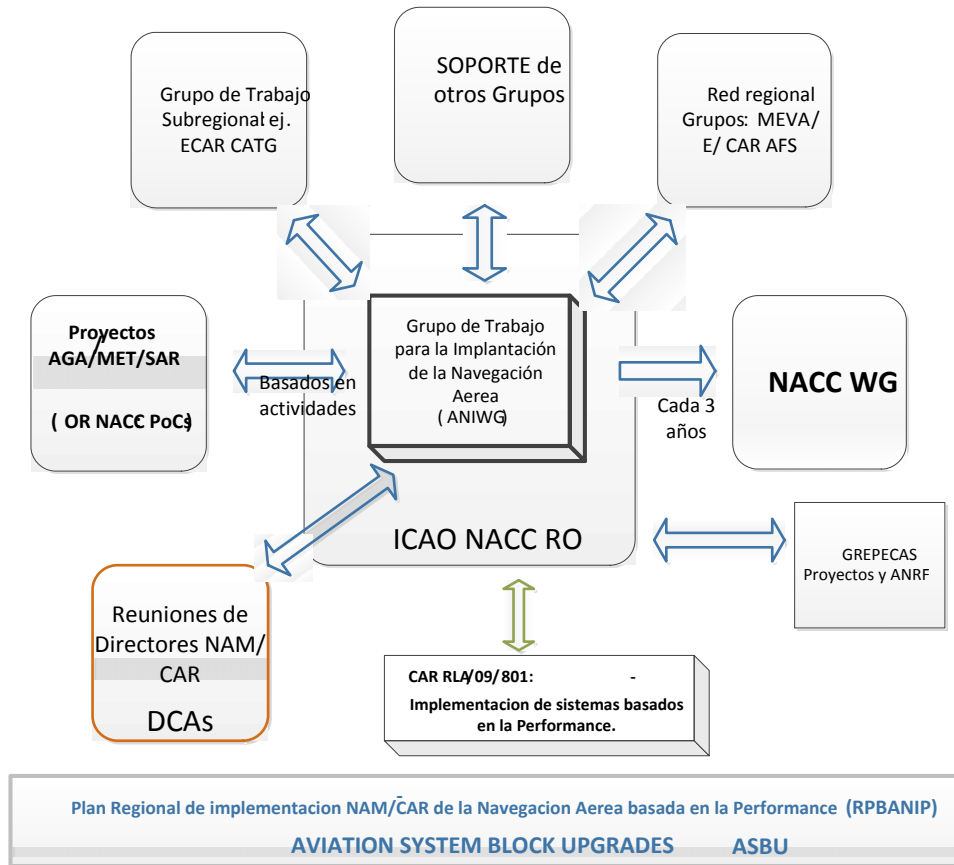 Grupo de Trabajo
Subregional ej.
ECAR CATG
SOPORTE de
otros Grupos
Red regional
Grupos: MEVA/
E/ CAR AFS
Proyectos
AGA/MET/SAR
( OR NACC PoCs)
Basados en
actividades
Grupo de Trabajo
para la Implantación
de la Navegación
Aerea
( ANIWG)
Cada 3
años
NACC WG
ICAO NACC RO
GREPECAS
Proyectos y ANRF
Reuniones de
Directores NAM/
CAR
DCAs
CAR RLA/09/801: -
Implementacion de sistemas basados
en la Performance.
Plan Regional de implementacion NAM/CAR de la Navegacion Aerea basada en la Performance (RPBANIP)
AVIATION SYSTEM BLOCK UPGRADES ASBU